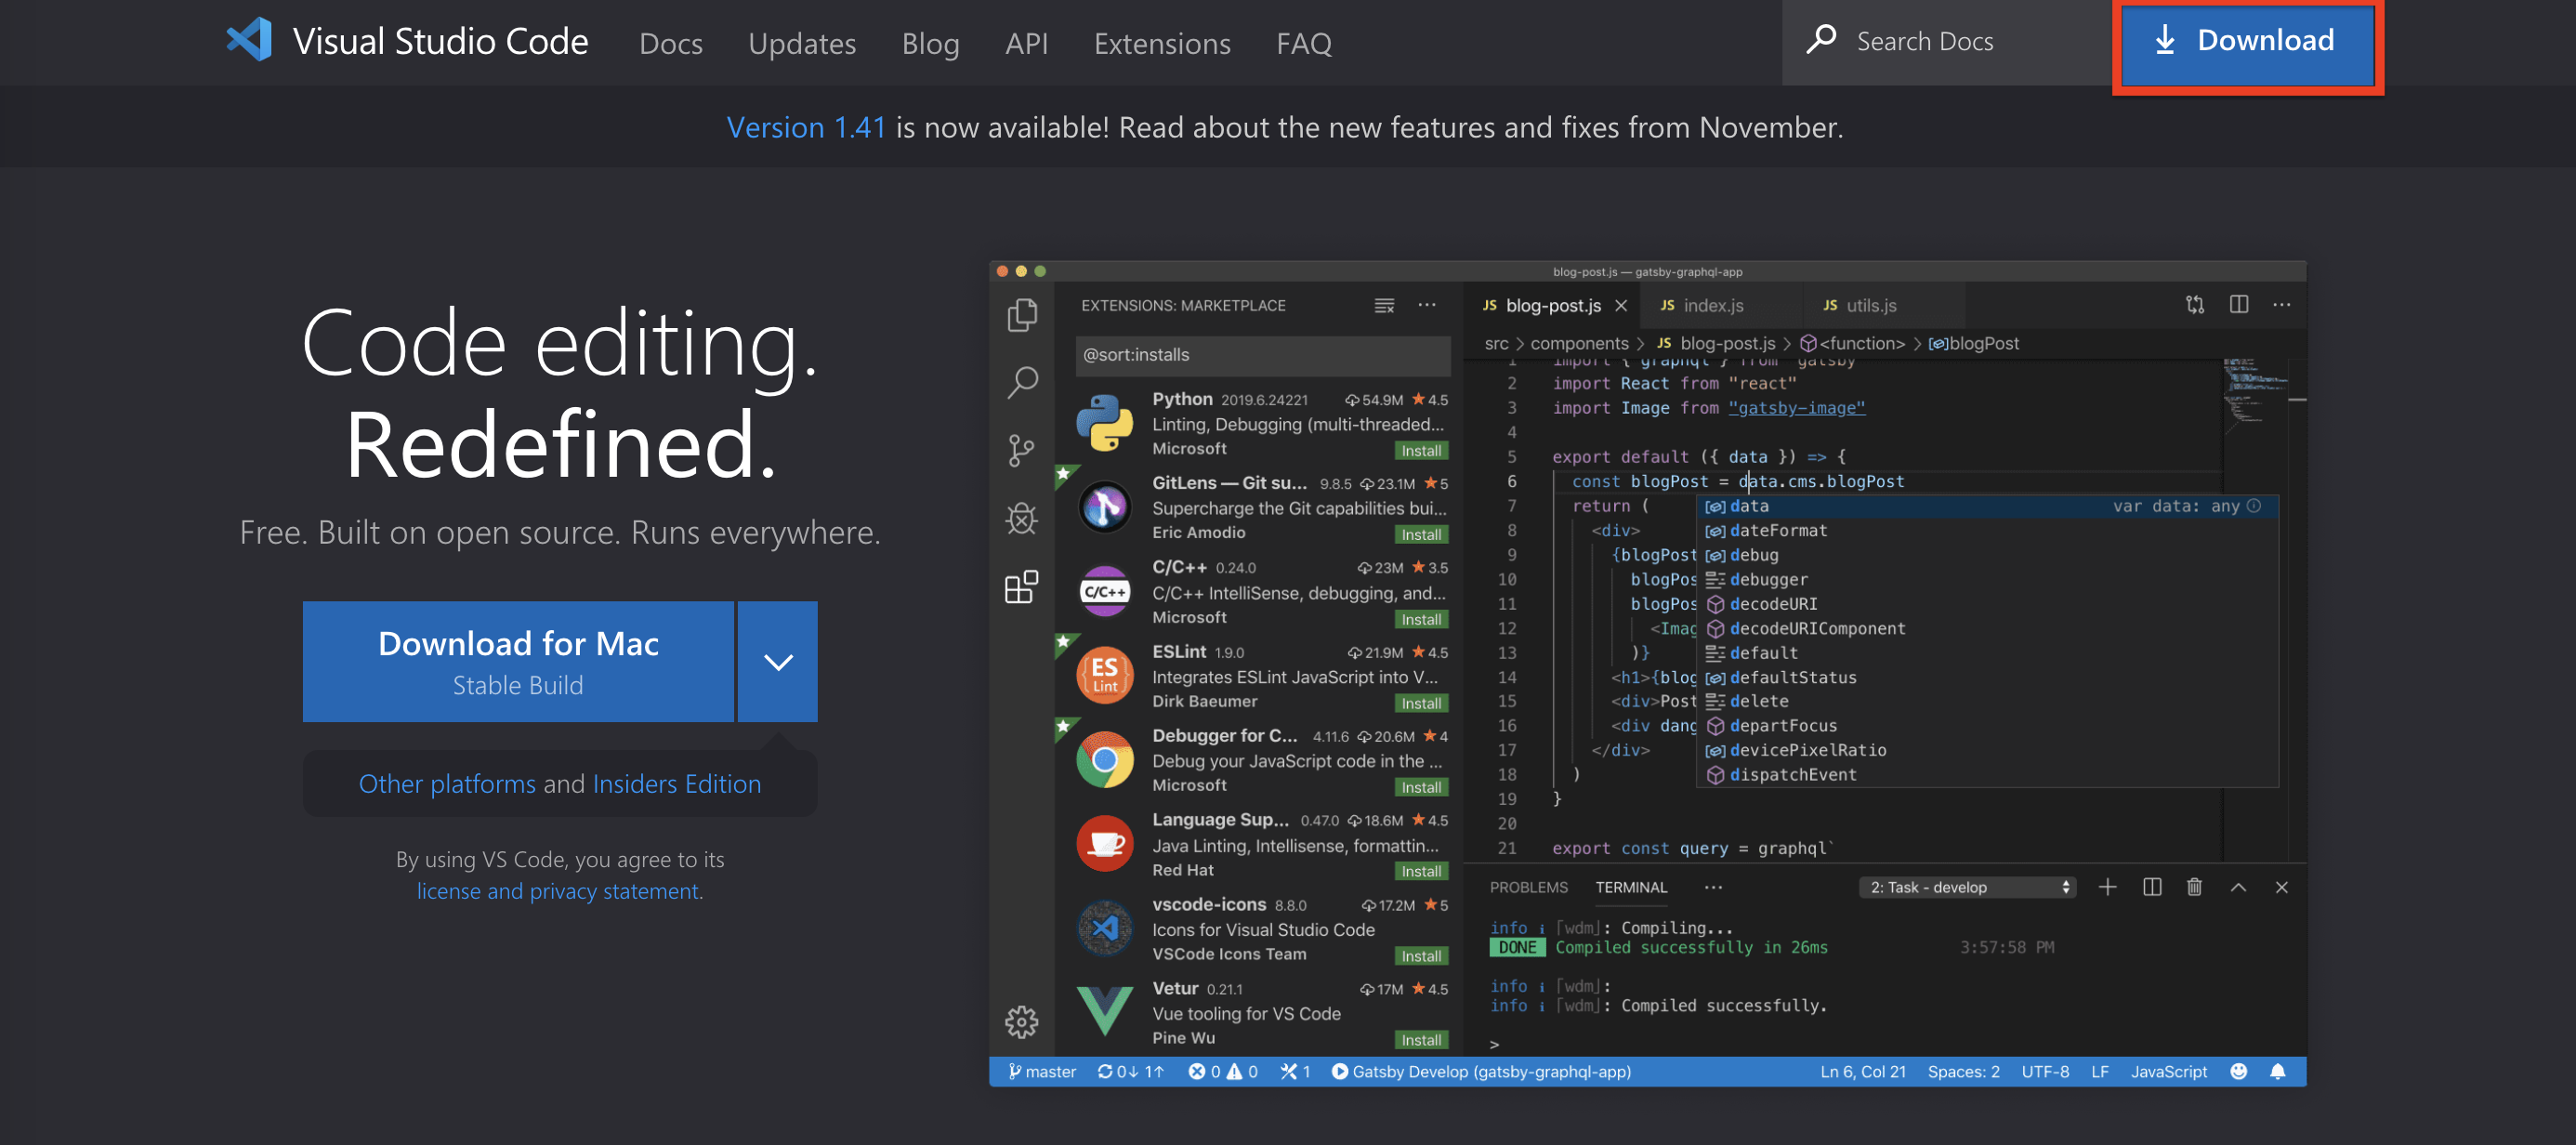 Visual Studio Code Docs Updates Blog API Extensions FAQ Search Docs Download
Version 1.41 is now available! Read about the new features and fixes from November.
Code editing.
Redefined.
Free. Built on open source. Runs everywhere.
Download for Mac
Stable Build
Other platforms and Insiders Edition
By using VS Code, you agree to its
license and privacy statement.
blog-post.js — gatsby-graphql-app
EXTENSIONS: MARKETPLACE
@sort:installs
Python 2019.6.24221 54.9M 4.5
Linting, Debugging (multi-threaded...
Microsoft Install
GitLens — Git su... 9.8.5 23.1M 5
Supercharge the Git capabilities bui...
Eric Amodio Install
C/C++
C/C++ 0.24.0 23M 3.5
C/C++ IntelliSense, debugging, and...
Microsoft Install
ES
Lint
ESLint 1.9.0 21.9M 4.5
Integrates ESLint JavaScript into V...
Dirk Baeumer Install
Debugger for C... 4.11.6 20.6M 4
Debug your JavaScript code in the ...
Microsoft Install
Language Sup... 0.47.0 18.6M 4.5
Java Linting, Intellisense, formattin...
Red Hat Install
vscode-icons 8.8.0 17.2M 5
Icons for Visual Studio Code
VSCode Icons Team Install
Vetur 0.21.1 17M 4.5
Vue tooling for VS Code
Pine Wu Install
JS blog-post.js JS index.js JS utils.js
src > components > JS blog-post.js > <function> > blogPost
1 import { graphql } from "gatsby"
2 import React from "react"
3 import Image from "gatsby-image"
4
5 export default ({ data }) => {
6 const blogPost = data.cms.blogPost
7 return (
8 <div>
9 {blogPost
10 blogPos
11 blogPos
12 <Imag
13 )}
14 <h1>{blog
15 <div>Post
16 <div dang
17 </div>
18 )
19 }
20
21 export const query = graphql`
data var data: any
dateFormat
debug
debugger
decodeURI
decodeURIComponent
default
defaultStatus
delete
departFocus
devicePixelRatio
dispatchEvent
PROBLEMS TERMINAL ··· 2: Task - develop
info i ｢wdm｣: Compiling...
DONE Compiled successfully in 26ms 3:57:58 PM
info i ｢wdm｣:
info i ｢wdm｣: Compiled successfully.
>
master 0↓ 1↑ 0 0 1 Gatsby Develop (gatsby-graphql-app) Ln 6, Col 21 Spaces: 2 UTF-8 LF JavaScript